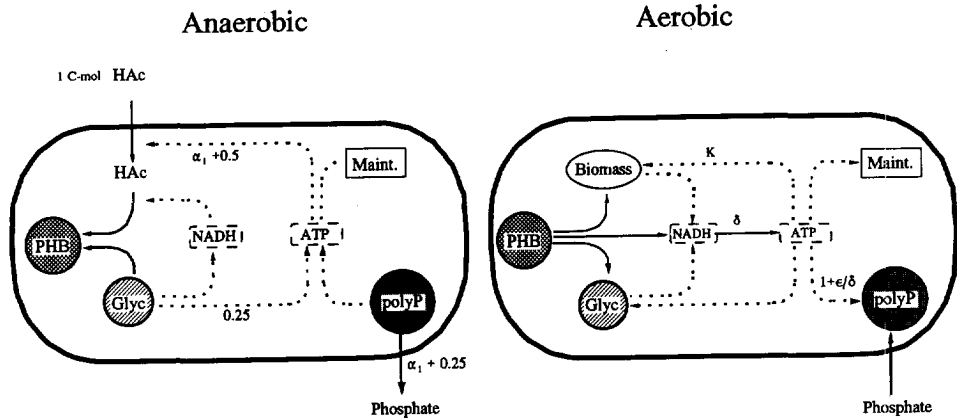 Anaerobic
1 C-mol HAc
α₁ +0.5
Maint.
HAc
PHB
NADH
ATP
Glyc
0.25
polyP
α₁ + 0.25
Phosphate
Aerobic
Biomass
K
Maint.
PHB
NADH
δ
ATP
Glyc
1+ϵ/δ
polyP
Phosphate